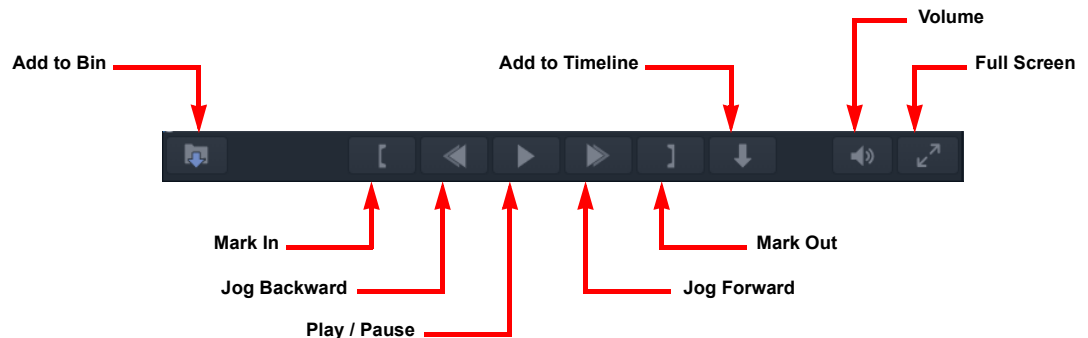 Volume
Add to Bin
Add to Timeline
Full Screen
Mark In
Mark Out
Jog Backward
Jog Forward
Play / Pause